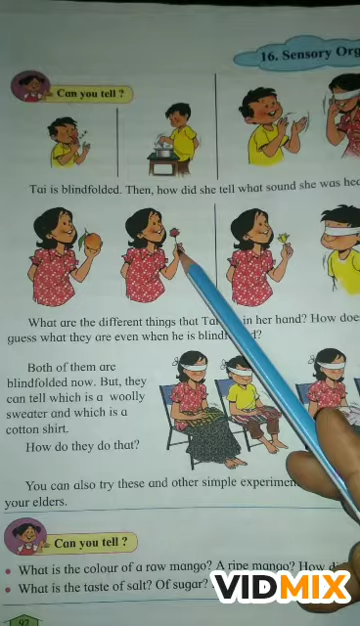 16. Sensory Org
Can you tell ?
Tai is blindfolded. Then, how did she tell what sound she was hea
What are the different things that Tai in her hand? How doe
guess what they are even when he is blindf d?
Both of them are
blindfolded now. But, they
can tell which is a woolly
sweater and which is a
cotton shirt.
How do they do that?
You can also try these and other simple experimen
your elders.
Can you tell ?
• What is the colour of a raw mango? A ripe mango? How di
• What is the taste of salt? Of sugar?
92
VIDMIX